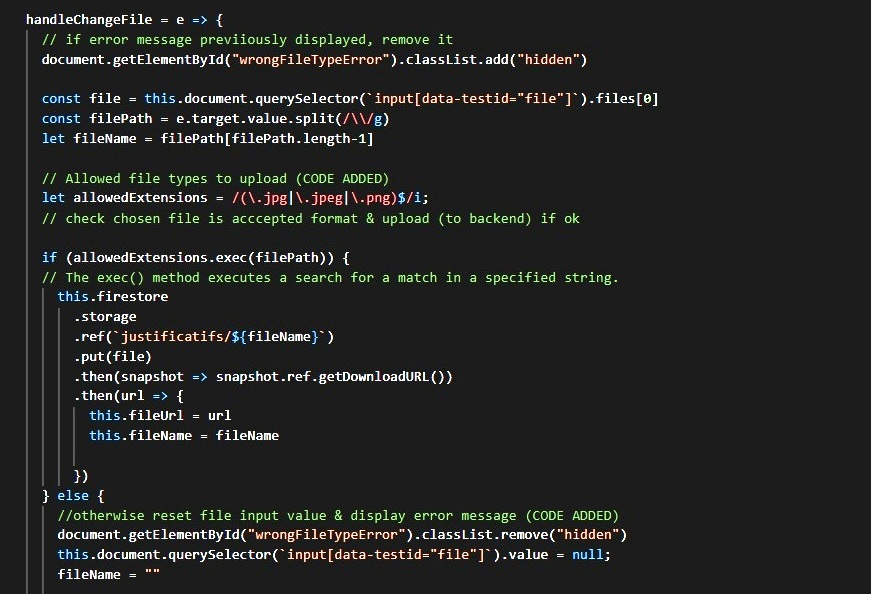 handleChangeFile = e => {
// if error message previiously displayed, remove it
document.getElementById("wrongFileTypeError").classList.add("hidden")
const file = this.document.querySelector(`input[data-testid="file"]`).files[0]
const filePath = e.target.value.split(/\\/g)
let fileName = filePath[filePath.length-1]
// Allowed file types to upload (CODE ADDED)
let allowedExtensions = /(\.jpg|\.jpeg|\.png)$/i;
// check chosen file is acccepted format & upload (to backend) if ok
if (allowedExtensions.exec(filePath)) {
// The exec() method executes a search for a match in a specified string.
this.firestore
.storage
.ref(`justificatifs/${fileName}`)
.put(file)
.then(snapshot => snapshot.ref.getDownloadURL())
.then(url => {
this.fileUrl = url
this.fileName = fileName
})
} else {
//otherwise reset file input value & display error message (CODE ADDED)
document.getElementById("wrongFileTypeError").classList.remove("hidden")
this.document.querySelector(`input[data-testid="file"]`).value = null;
fileName = ""